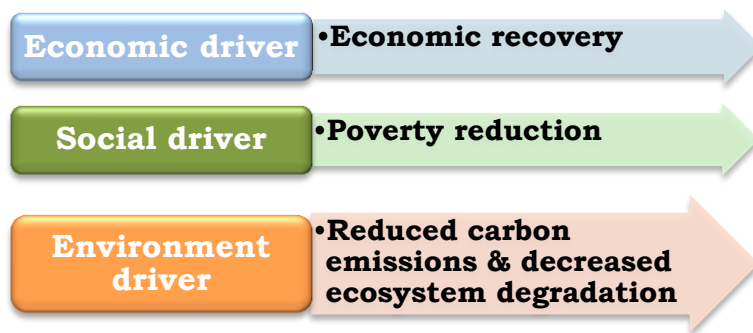 Economic driver
•Economic recovery
Social driver
•Poverty reduction
Environment
driver
•Reduced carbon
emissions & decreased
ecosystem degradation